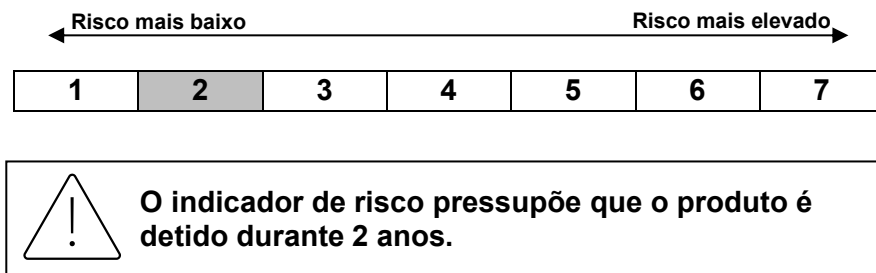 Risco mais baixo Risco mais elevado
1 2 3 4 5 6 7
O indicador de risco pressupõe que o produto é
detido durante 2 anos.